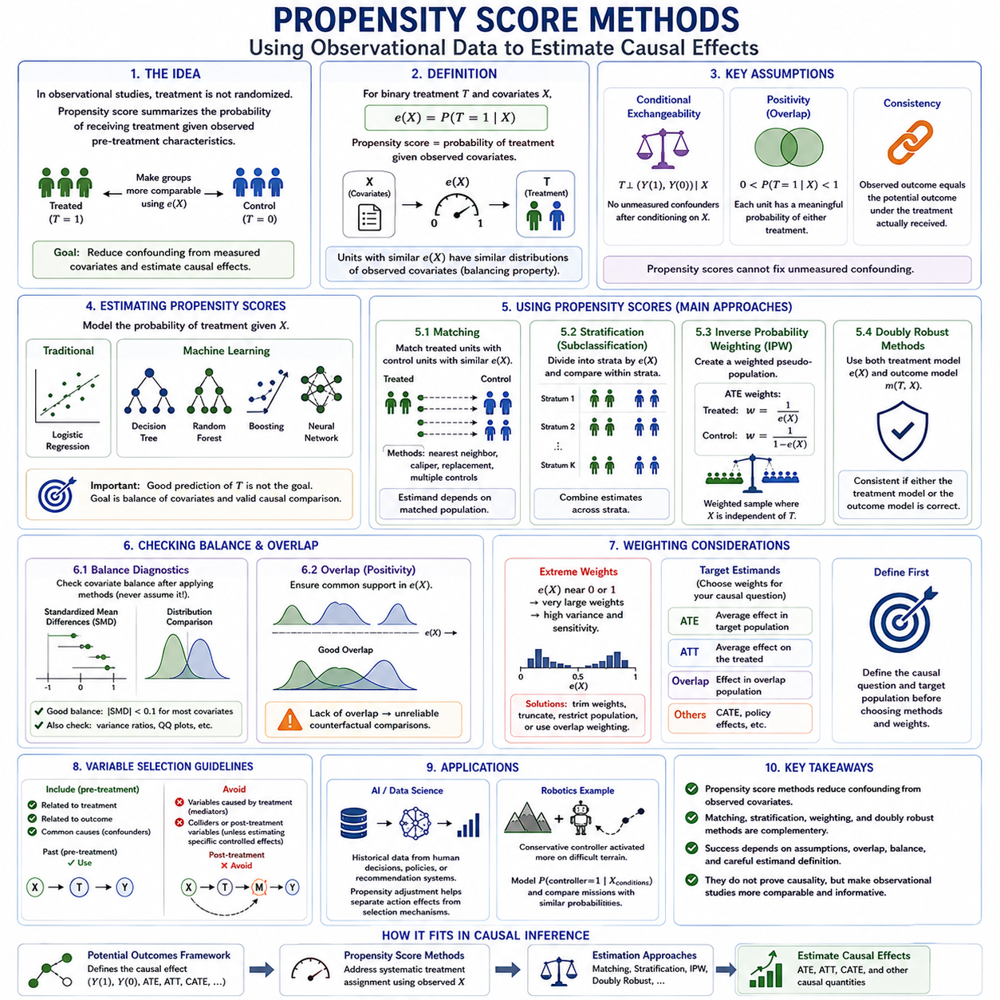 PROPENSITY SCORE METHODS
Using Observational Data to Estimate Causal Effects
1. THE IDEA
In observational studies, treatment is not randomized.
Propensity score summarizes the probability
of receiving treatment given observed
pre-treatment characteristics.
Treated
(T = 1)
Make groups
more comparable
using e(X)
Control
(T = 0)
Goal: Reduce confounding from measured
covariates and estimate causal effects.
2. DEFINITION
For binary treatment T and covariates X,
e(X) = P(T = 1 | X)
Propensity score = probability of treatment
given observed covariates.
X
(Covariates)
e(X)
0 1
T
(Treatment)
Units with similar e(X) have similar distributions
of observed covariates (balancing property).
3. KEY ASSUMPTIONS
Conditional
Exchangeability
T ⊥ (Y(1), Y(0)) | X
No unmeasured confounders
after conditioning on X.
Positivity
(Overlap)
0 < P(T = 1 | X) < 1
Each unit has a meaningful
probability of either
treatment.
Consistency
Observed outcome equals
the potential outcome
under the treatment
actually received.
Propensity scores cannot fix unmeasured confounding.
4. ESTIMATING PROPENSITY SCORES
Model the probability of treatment given X.
Traditional
Logistic
Regression
Machine Learning
Decision
Tree
Random
Forest
Boosting
Neural
Network
Important: Good prediction of T is not the goal.
Goal is balance of covariates and valid causal comparison.
5. USING PROPENSITY SCORES (MAIN APPROACHES)
5.1 Matching
Match treated units with
control units with similar e(X).
Treated Control
Methods: nearest neighbor,
caliper, replacement,
multiple controls
Estimand depends on
matched population.
5.2 Stratification
(Subclassification)
Divide into strata by e(X)
and compare within strata.
Stratum 1
Stratum 2
⋮
Stratum K
Combine estimates
across strata.
5.3 Inverse Probability
Weighting (IPW)
Create a weighted pseudo-
population.
ATE weights:
Treated: w = 1 / e(X)
Control: w = 1 / 1−e(X)
Weighted sample where
X is independent of T.
5.4 Doubly Robust
Methods
Use both treatment model
e(X) and outcome model
m(T, X).
Consistent if either the
treatment model or the
outcome model is correct.
6. CHECKING BALANCE & OVERLAP
6.1 Balance Diagnostics
Check covariate balance after applying
methods (never assume it!).
Standardized Mean
Differences (SMD)
-1 0 1
Distribution
Comparison
✔ Good balance: |SMD| < 0.1 for most covariates
✔ Also check: variance ratios, QQ plots, etc.
6.2 Overlap (Positivity)
Ensure common support in e(X).
e(X) →
Good Overlap
Lack of overlap → unreliable
counterfactual comparisons.
7. WEIGHTING CONSIDERATIONS
Extreme Weights
e(X) near 0 or 1
→ very large weights
→ high variance and
sensitivity.
0 0.5 1
e(X)
Solutions: trim weights,
truncate, restrict population,
or use overlap weighting.
Target Estimands
(Choose weights for
your causal question)
ATE Average effect in
target population
ATT Average effect on
the treated
Overlap Effect in overlap
population
Others CATE, policy
effects, etc.
Define First
Define the causal
question and target
population before
choosing methods
and weights.
8. VARIABLE SELECTION GUIDELINES
Include (pre-treatment)
Related to treatment
Related to outcome
Common causes (confounders)
Past (pre-treatment)
✓ Use
X → T → Y
Avoid
Variables caused by treatment
(mediators)
Colliders or post-treatment
variables (unless estimating
specific controlled effects)
Post-treatment
✗ Avoid
X → T → M → Y
9. APPLICATIONS
AI / Data Science
Historical data from human
decisions, policies, or
recommendation systems.
Propensity adjustment helps
separate action effects from
selection mechanisms.
Robotics Example
Conservative controller activated
more on difficult terrain.
Model P(controller=1 | Xconditions)
and compare missions with
similar probabilities.
10. KEY TAKEAWAYS
Propensity score methods reduce confounding from
observed covariates.
Matching, stratification, weighting, and doubly robust
methods are complementery.
Success depends on assumptions, overlap, balance,
and careful estimand definition.
They do not prove causality, but make observational
studies more comparable and informative.
HOW IT FITS IN CAUSAL INFERENCE
Potential Outcomes Framework
Defines the causal effect
(Y(1), Y(0), ATE, ATT, CATE, ...)
Propensity Score Methods
Address systematic treatment
assignment using observed X
Estimation Approaches
Matching, Stratification, IPW,
Doubly Robust, ...
Estimate Causal Effects
ATE, ATT, CATE, and other
causal quantities